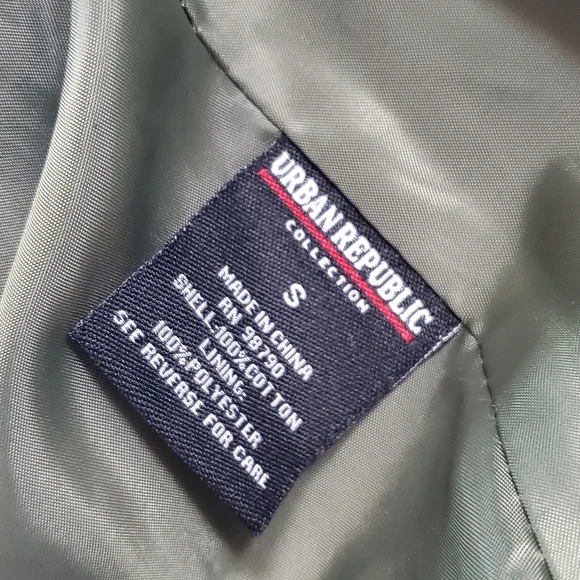 URBAN REPUBLIC
COLLECTION
S
MADE IN CHINA
RN 98790
SHELL:100%COTTON
LINING:
100%POLYESTER
SEE REVERSE FOR CARE